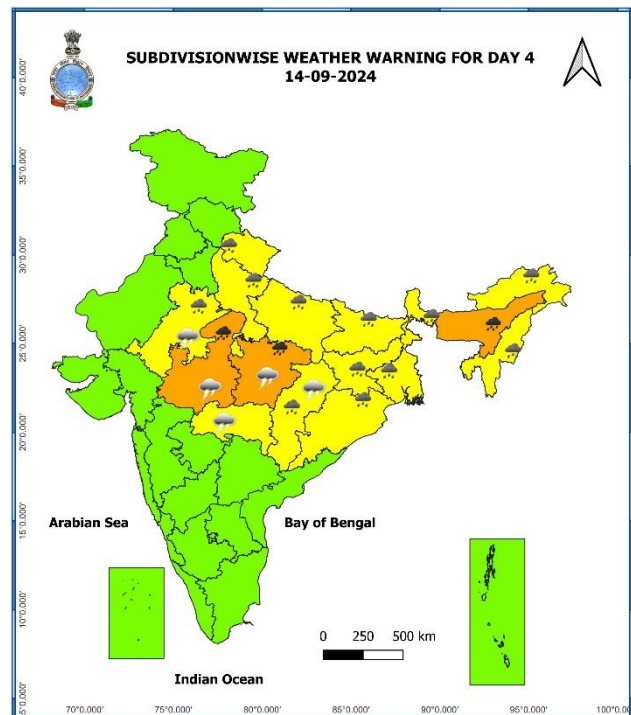 SUBDIVISIONWISE WEATHER WARNING FOR DAY 4
14-09-2024
40°0.000'
35°0.000'
30°0.000'
25°0.000'
20°0.000'
15°0.000'
10°0.000'
5°0.000'
Arabian Sea
Bay of Bengal
0 250 500 km
Indian Ocean
70°0.000' 75°0.000' 80°0.000' 85°0.000' 90°0.000' 95°0.000'